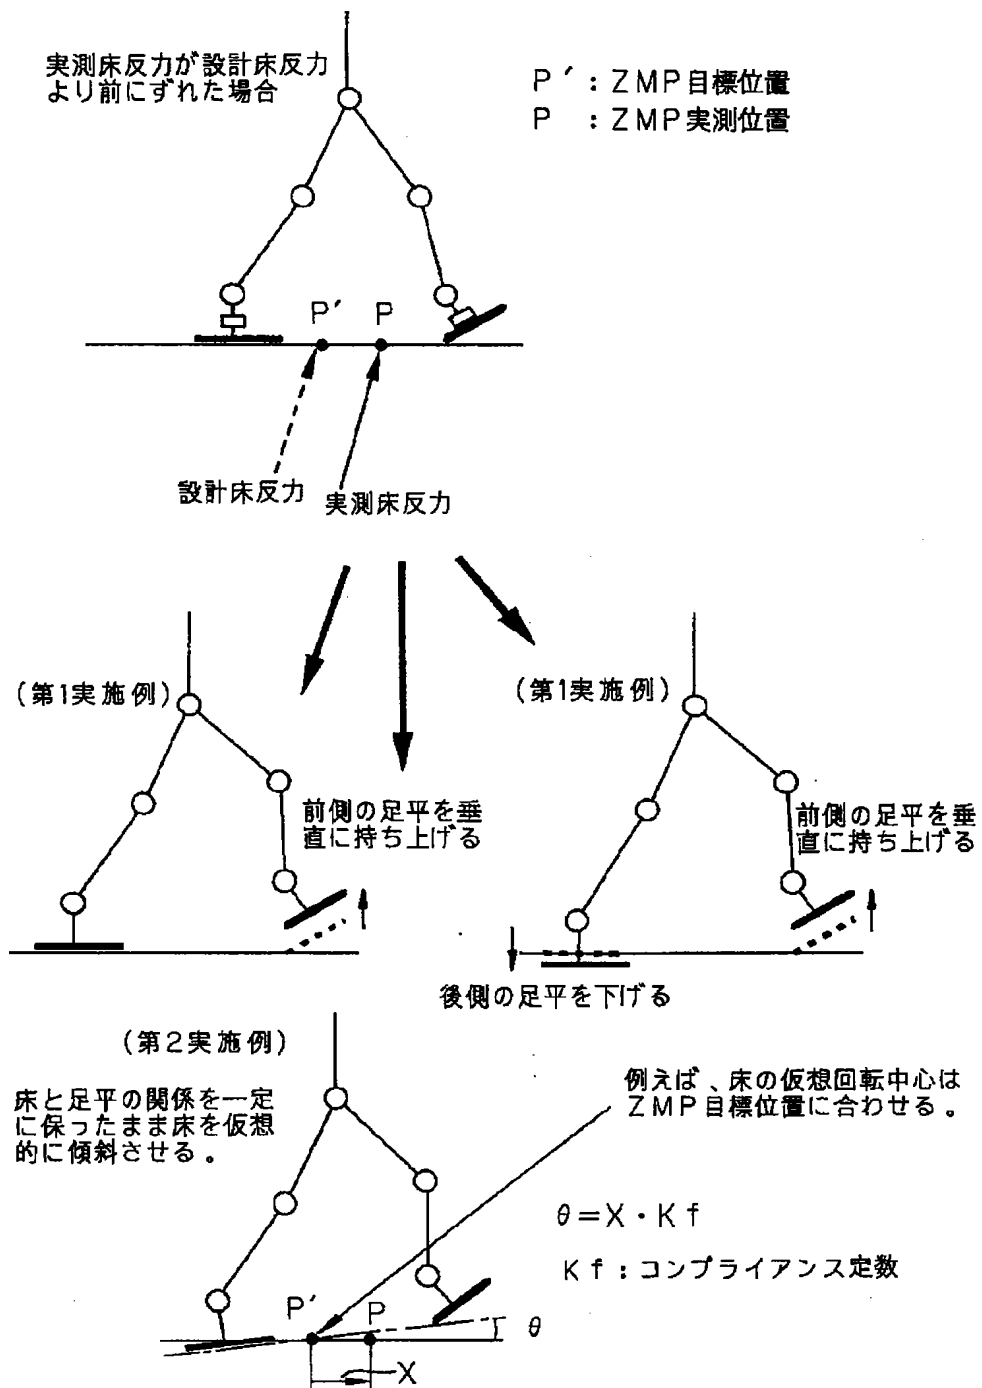 実測床反力が設計床反力
より前にずれた場合
P′:ZMP目標位置
P :ZMP実測位置
P′
P
設計床反力
実測床反力
(第1実施例)
前側の足平を垂
直に持ち上げる
(第1実施例)
前側の足平を垂
直に持ち上げる
後側の足平を下げる
(第2実施例)
床と足平の関係を一定
に保ったまま床を仮想
的に傾斜させる。
例えば、床の仮想回転中心は
ZMP目標位置に合わせる。
θ=X・Kf
Kf:コンプライアンス定数
P′
P
θ
X